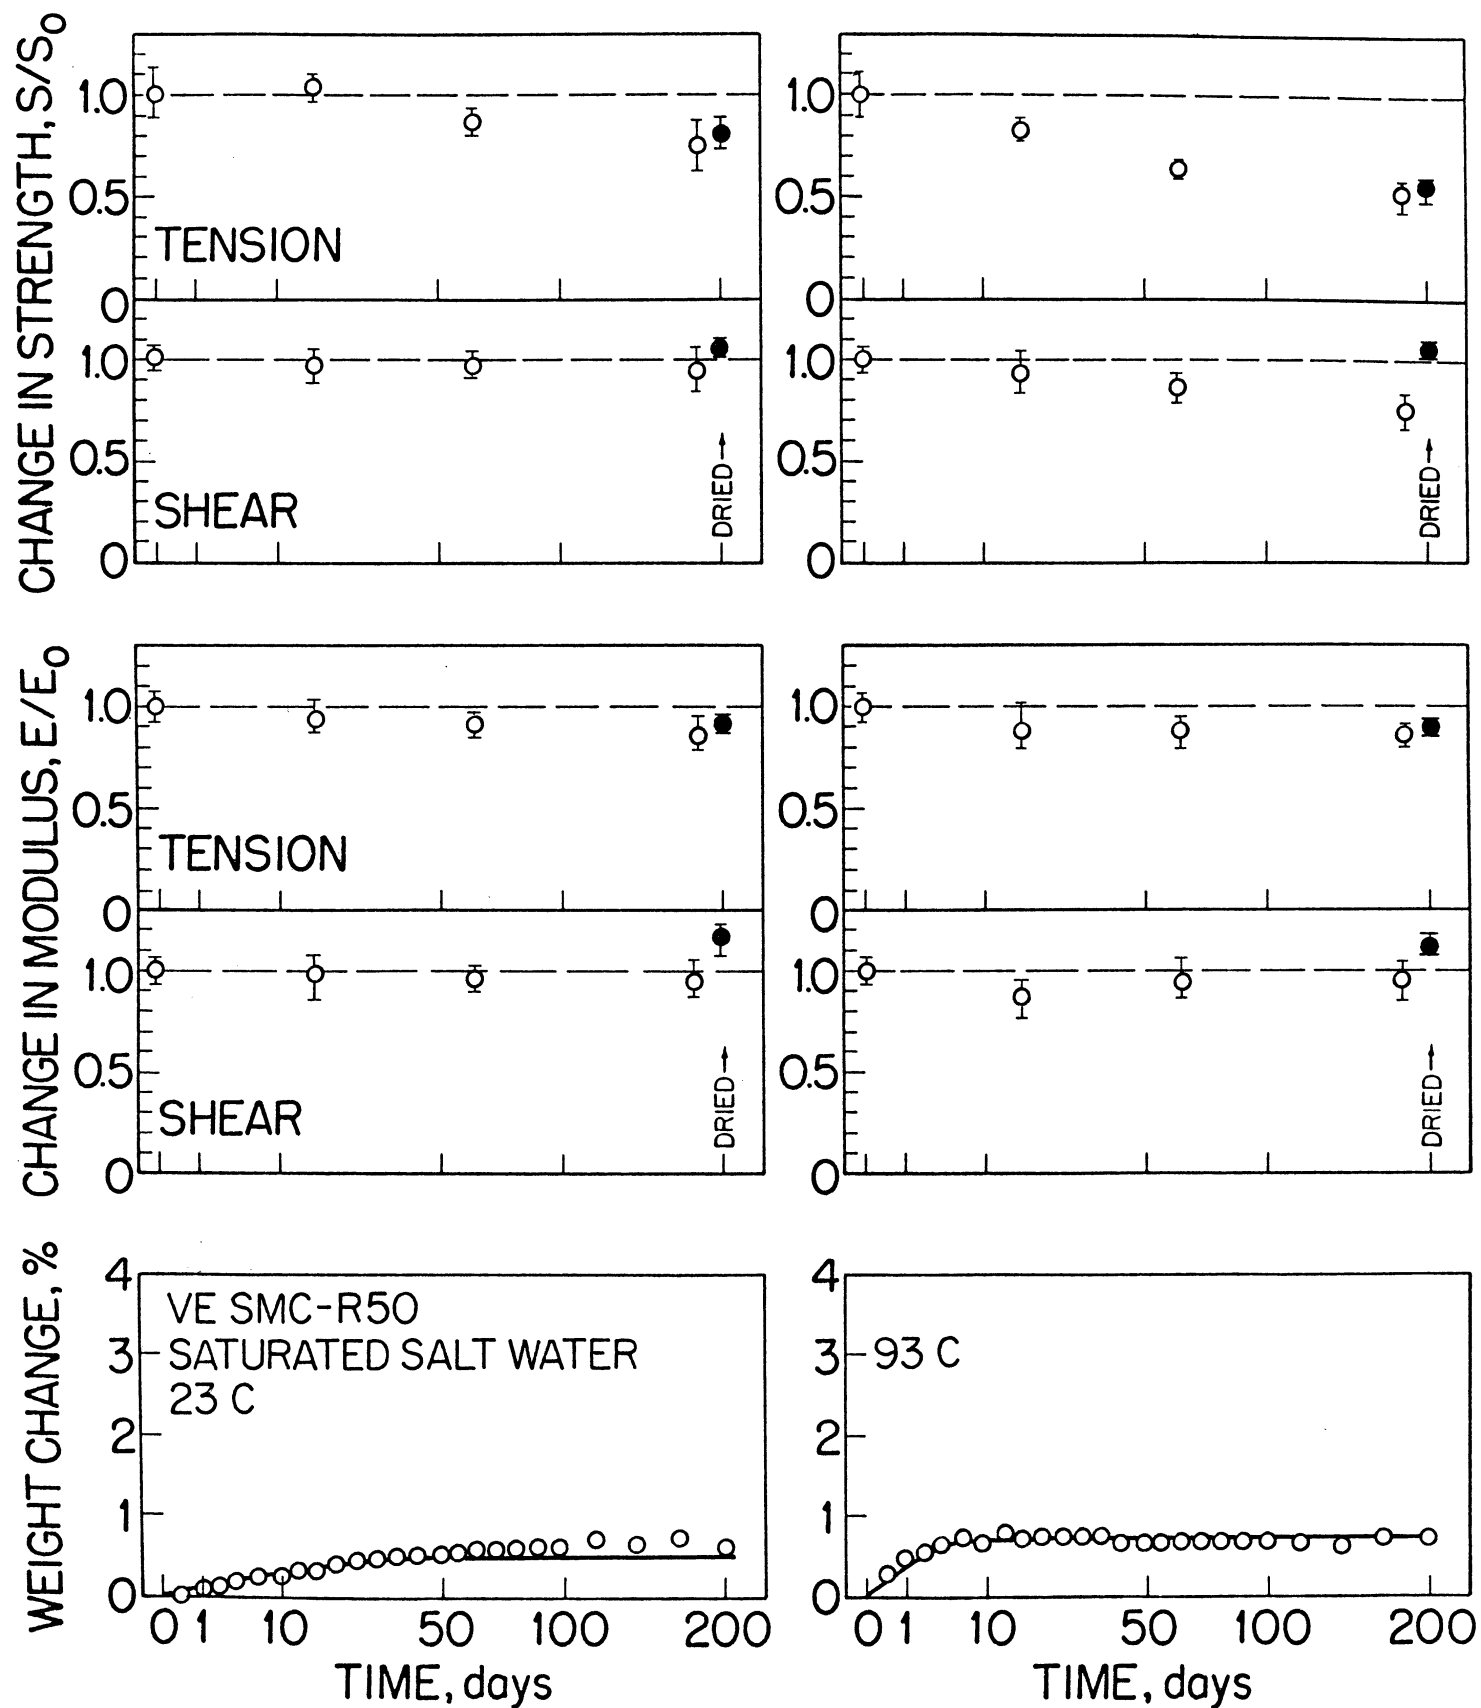 CHANGE IN STRENGTH, S/S₀
1.0
0.5
0
TENSION
1.0
0.5
0
1.0
0.5
0
SHEAR
DRIED
1.0
0.5
0
DRIED
CHANGE IN MODULUS, E/E₀
1.0
0.5
0
TENSION
1.0
0.5
0
1.0
0.5
0
SHEAR
DRIED
1.0
0.5
0
DRIED
WEIGHT CHANGE, %
4
3
2
1
0
VE SMC-R50
SATURATED SALT WATER
23 C
0 1 10 50 100 200
TIME, days
4
3
2
1
0
93 C
0 1 10 50 100 200
TIME, days